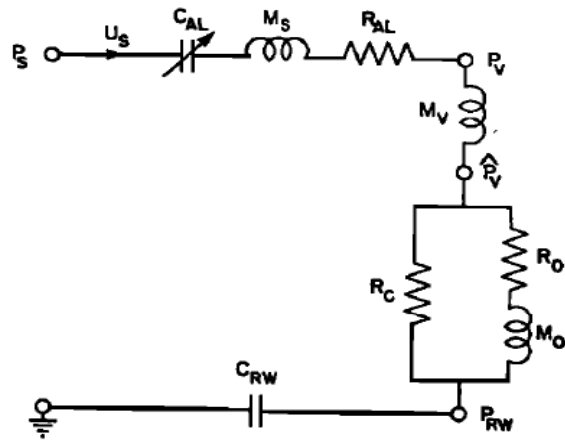 C_AL
M_S
R_AL
P_S
U_S
P_V
M_V
P̂_V
R_O
R_C
M_O
C_RW
P_RW